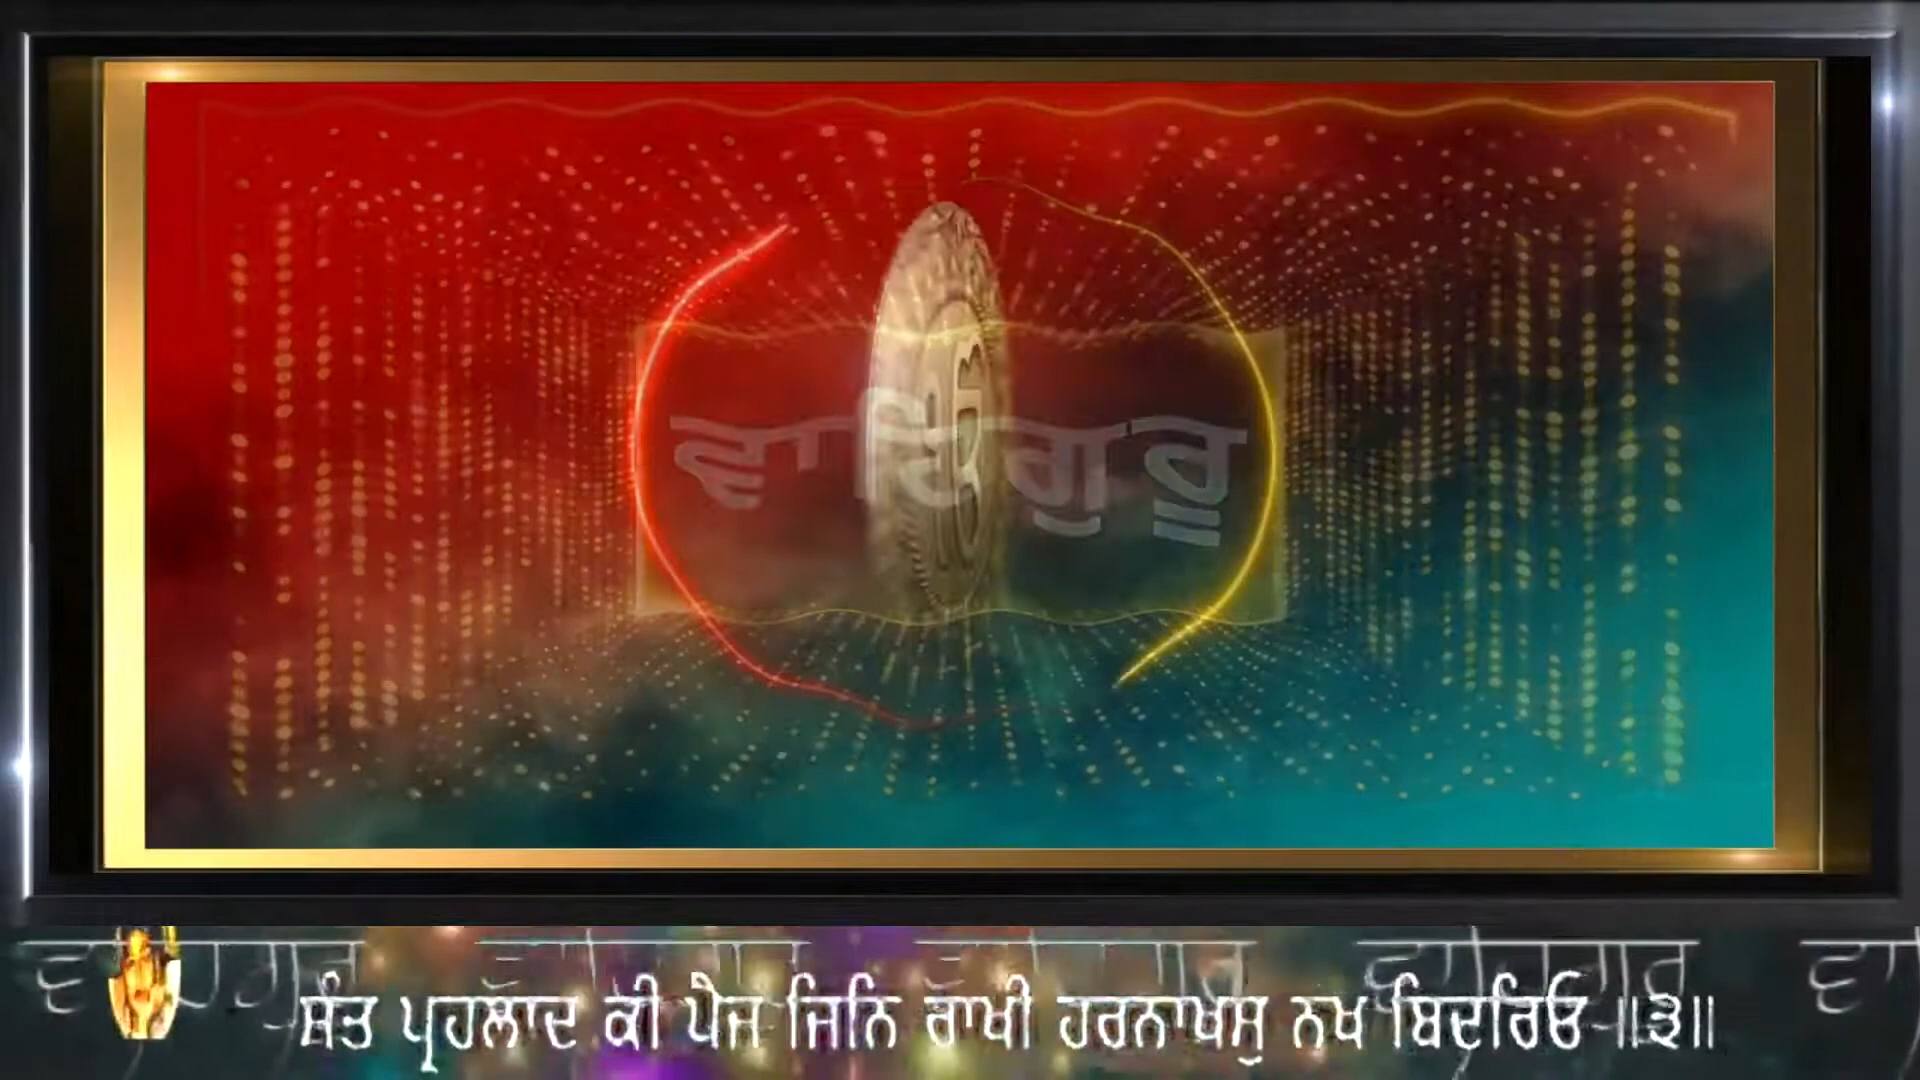 ਵਾਹਿਗੁਰੂ
ਸੰਤ ਪ੍ਰਹਲਾਦ ਕੀ ਪੈਜ ਜਿਨਿ ਰਾਖੀ ਹਰਨਾਖਸੁ ਨਖ ਬਿਦਰਿਓ ॥੩॥